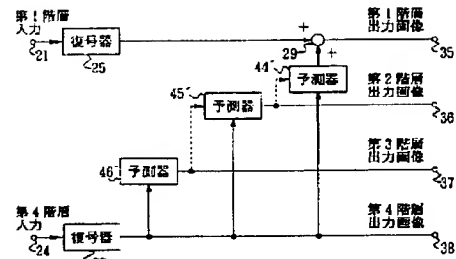 第1階層
入力
21
復号器
25
+
29
+
第1階層
出力画像
35
44
予測器
第2階層
出力画像
36
45
予測器
第3階層
出力画像
37
46
予測器
第4階層
入力
24
復号器
第4階層
出力画像
38